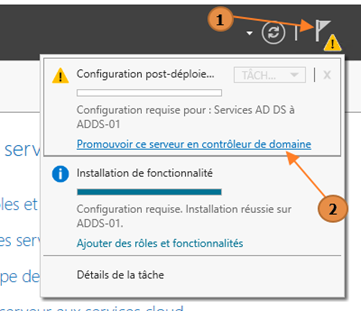 1
Configuration post-déploie...
TÂCH...
X
Configuration requise pour : Services AD DS à
ADDS-01
Promouvoir ce serveur en contrôleur de domaine
2
Installation de fonctionnalité
Configuration requise. Installation réussie sur
ADDS-01.
Ajouter des rôles et fonctionnalités
Détails de la tâche
serv
les et
es serv
pe de
serveur aux services cloud